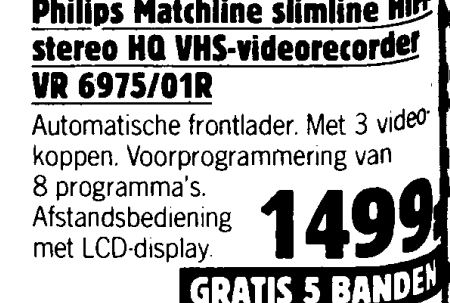 Philips Matchline slimline Hifi
stereo HQ VHS-videorecorder
VR 6975/01R
Automatische frontlader. Met 3 video-
koppen. Voorprogrammering van
8 programma's.
Afstandsbediening
met LCD-display.
1499,
GRATIS 5 BANDEN